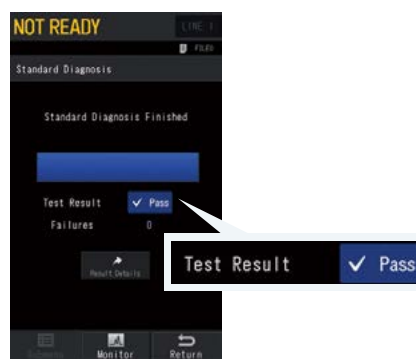 NOT READY LINE 1
Standard Diagnosis
Standard Diagnosis Finished
Test Result ✓ Pass
Failures 0
Result Details
Test Result ✓ Pass
Monitor Return